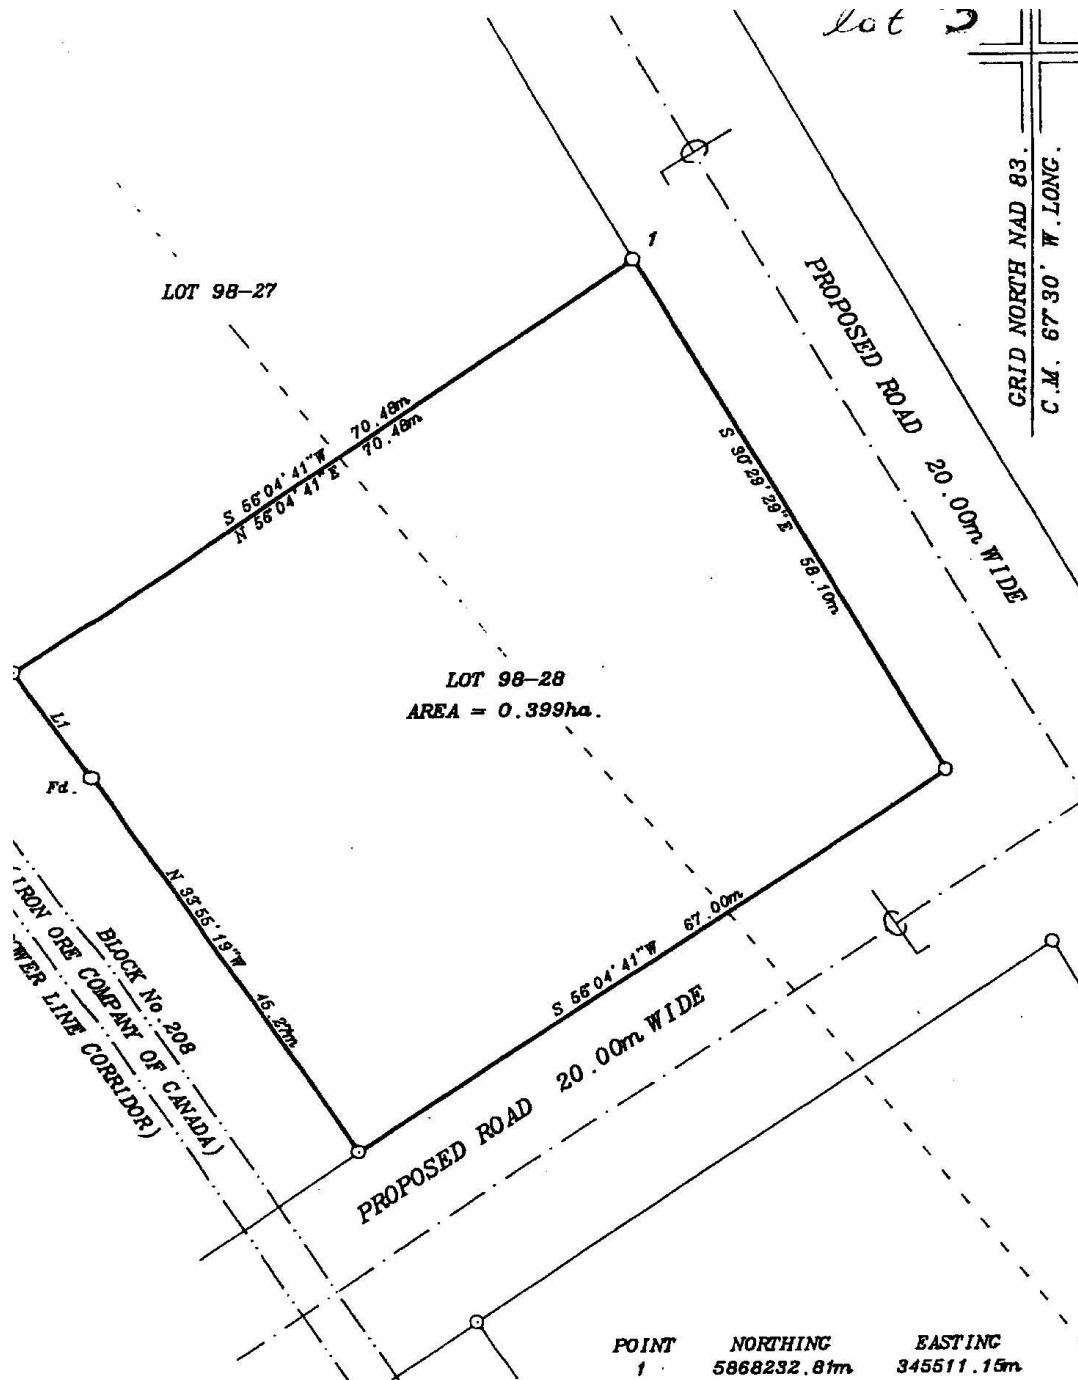 lot 3
GRID NORTH NAD 83.
C.M. 67°30' W.LONG.
1
LOT 98-27
PROPOSED ROAD 20.00m WIDE
S 56°04'41"W 70.48m
N 56°04'41"E 70.48m
S 30°29'29"E 58.10m
LOT 98-28
AREA = 0.399ha.
L1
Fd.
N 33°55'19"W 45.27m
67.00m
S 56°04'41"W
BLOCK No.208
(IRON ORE COMPANY OF CANADA)
CORRIDOR)
LINE
PROPOSED ROAD 20.00m WIDE
POINT NORTHING EASTING
1 5868232.81m 345511.15m